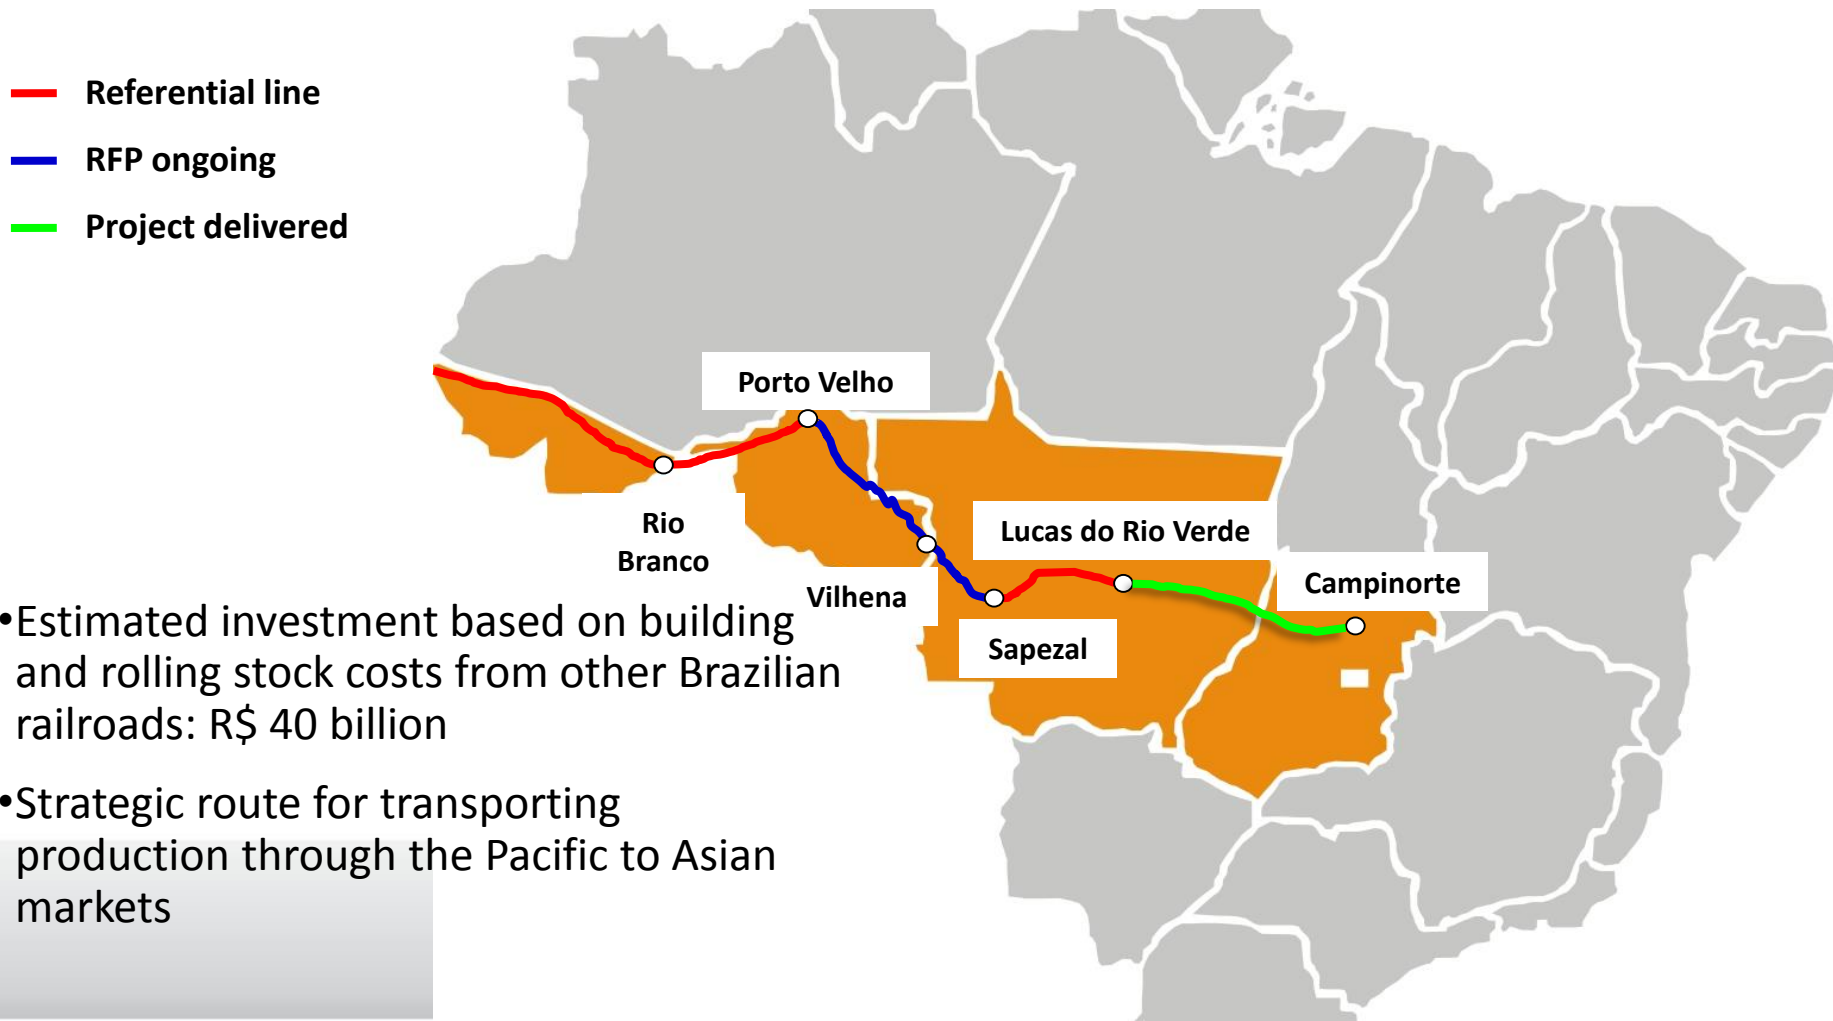 Referential line
RFP ongoing
Project delivered
Porto Velho
Rio
Branco
Lucas do Rio Verde
Campinorte
Vilhena
Sapezal
•Estimated investment based on building
and rolling stock costs from other Brazilian
railroads: R$ 40 billion
•Strategic route for transporting
production through the Pacific to Asian
markets